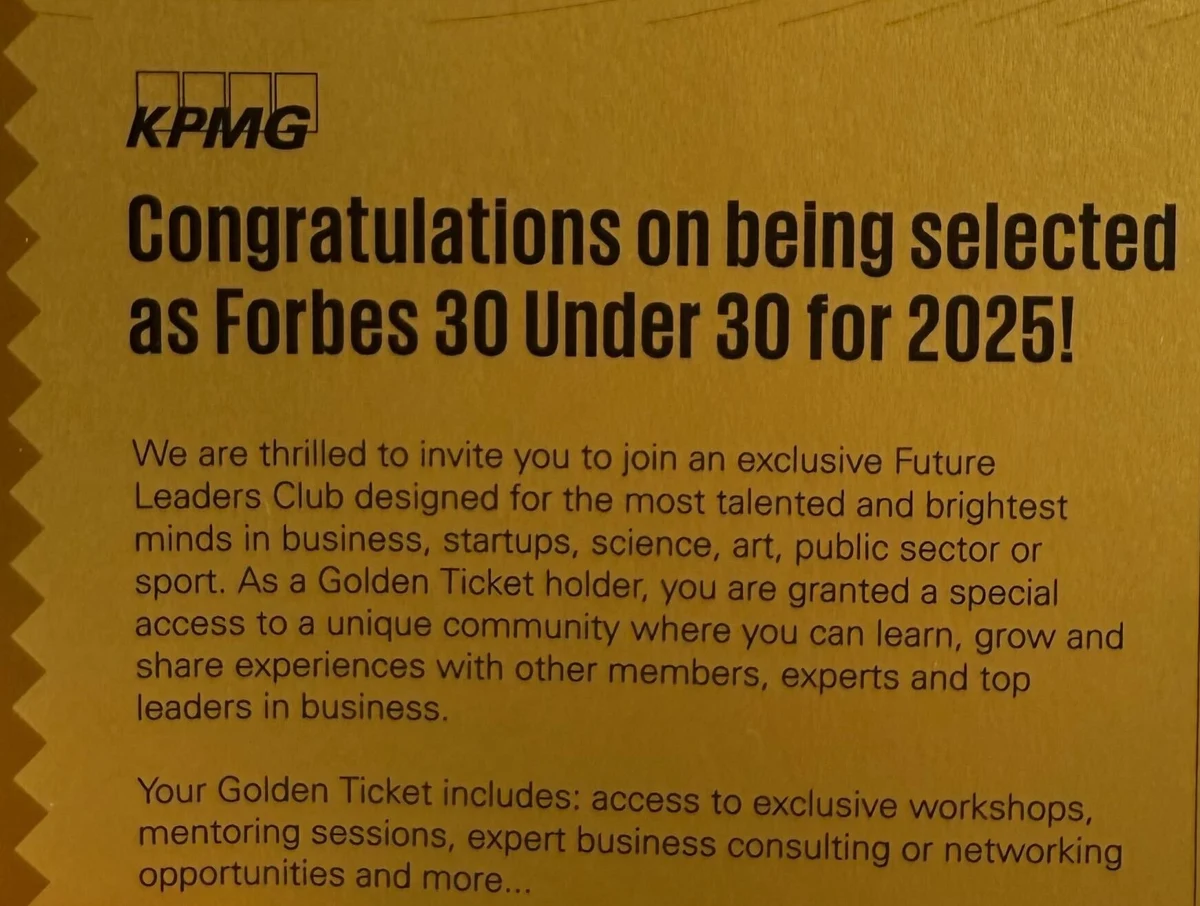 KPMG
Congratulations on being selected
as Forbes 30 Under 30 for 2025!
We are thrilled to invite you to join an exclusive Future
Leaders Club designed for the most talented and brightest
minds in business, startups, science, art, public sector or
sport. As a Golden Ticket holder, you are granted a special
access to a unique community where you can learn, grow and
share experiences with other members, experts and top
leaders in business.
Your Golden Ticket includes: access to exclusive workshops,
mentoring sessions, expert business consulting or networking
opportunities and more...